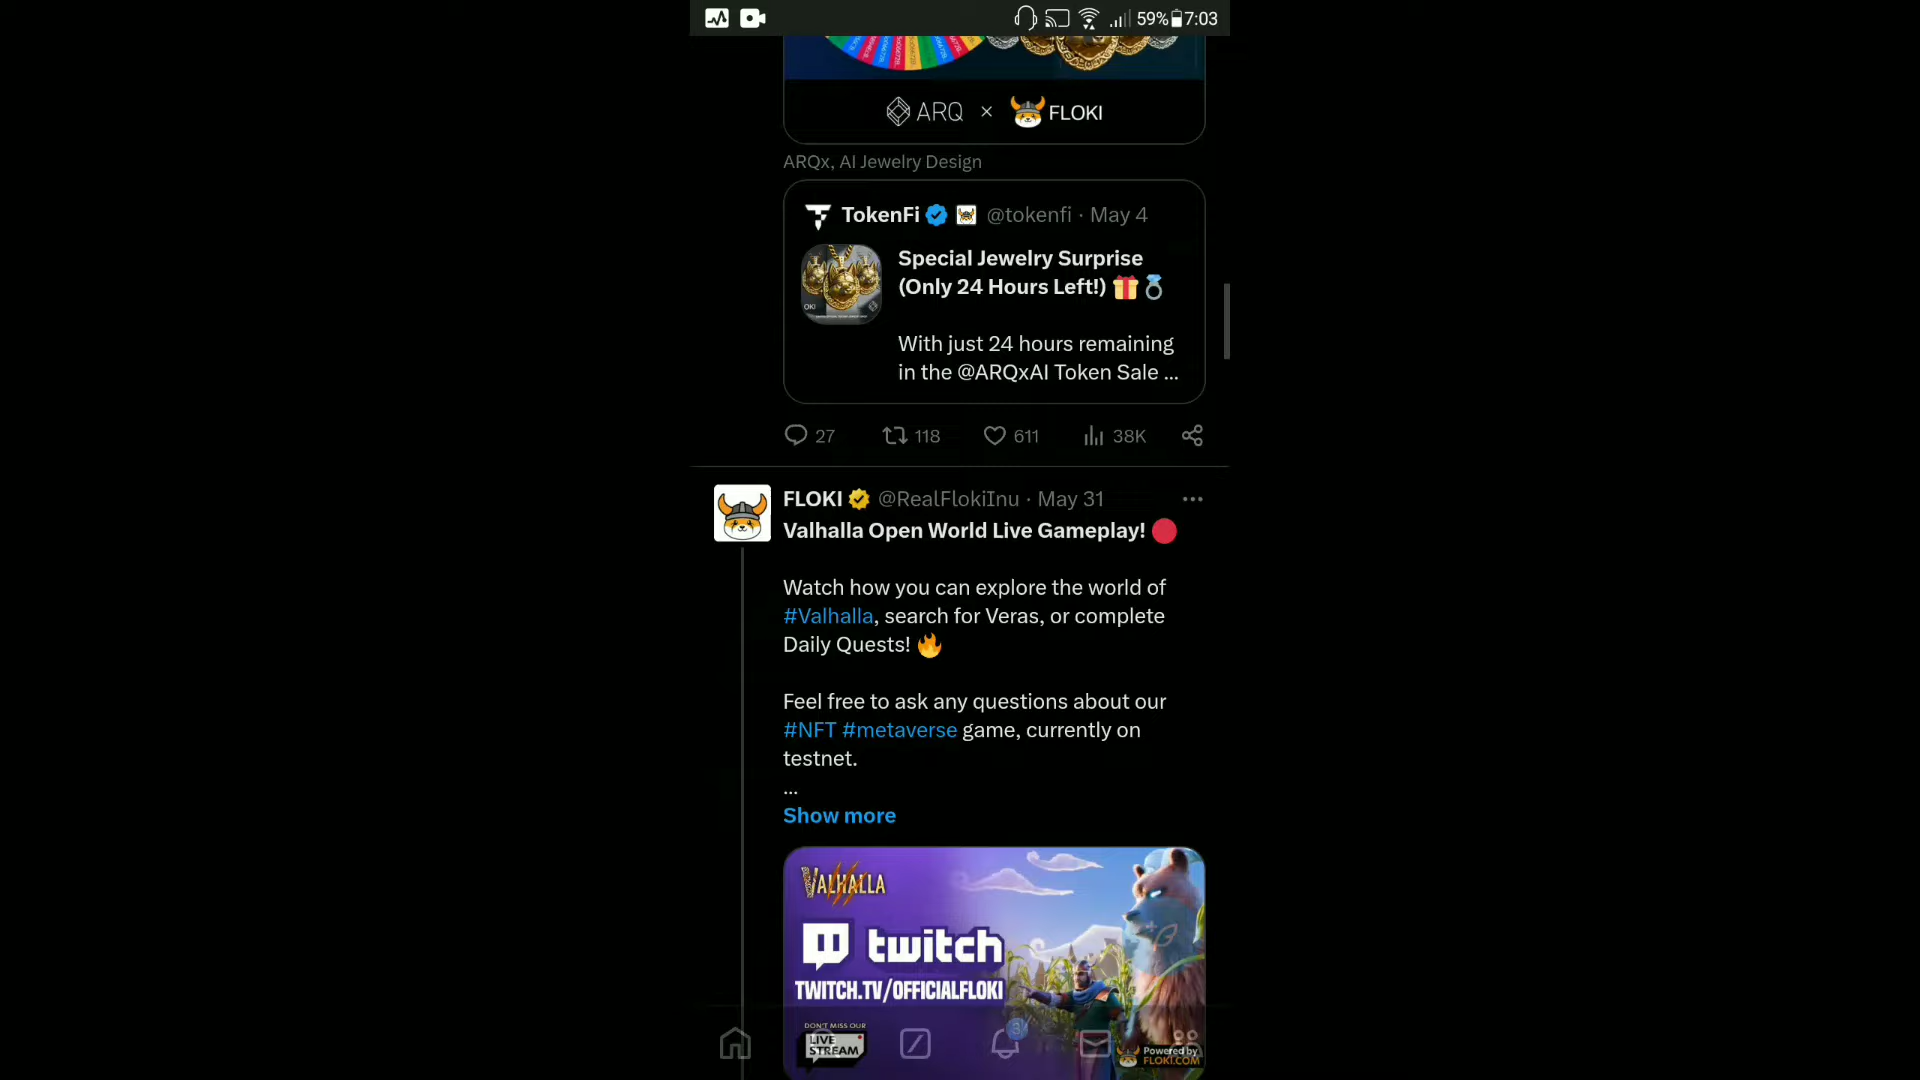 59% 7:03
ARQ × FLOKI
ARQx, AI Jewelry Design
TokenFi @tokenfi · May 4
Special Jewelry Surprise
(Only 24 Hours Left!) 🎁💍
With just 24 hours remaining
in the @ARQxAI Token Sale ...
27 118 611 38K
FLOKI @RealFlokiInu · May 31
Valhalla Open World Live Gameplay! 🔴
Watch how you can explore the world of
#Valhalla, search for Veras, or complete
Daily Quests! 🔥
Feel free to ask any questions about our
#NFT #metaverse game, currently on
testnet.
...
Show more
VALHALLA
twitch
TWITCH.TV/OFFICIALFLOKI
DON'T MISS OUR
LIVE
STREAM
Powered by
FLOKI.COM